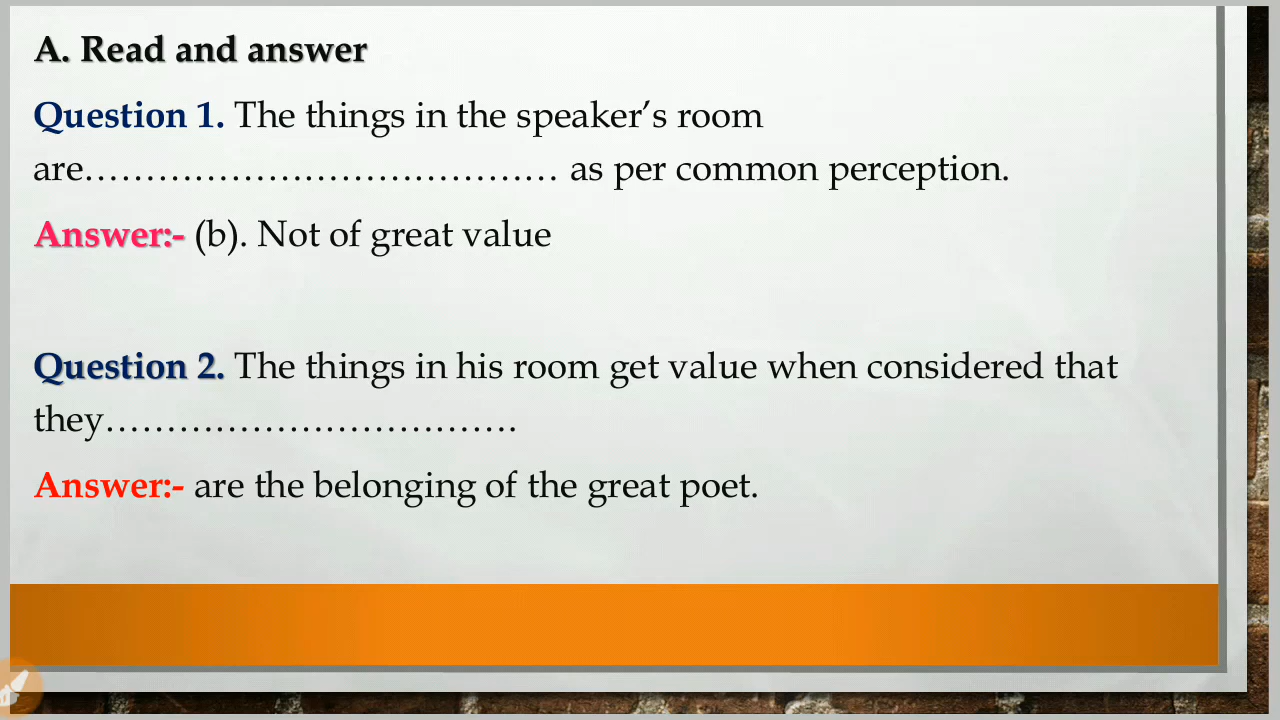 A. Read and answer
Question 1. The things in the speaker’s room
are…………………………………… as per common perception.
Answer:- (b). Not of great value
Question 2. The things in his room get value when considered that
they…………………………….
Answer:- are the belonging of the great poet.